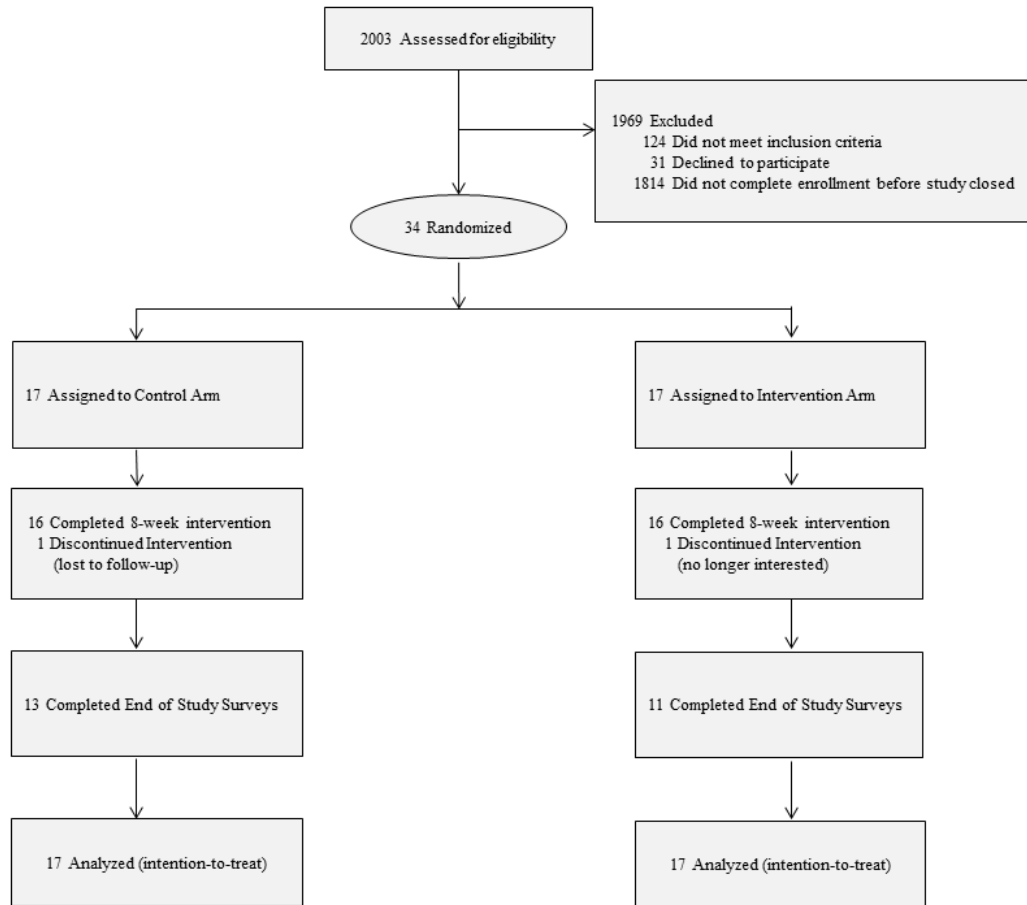 2003 Assessed for eligibility
1969 Excluded
124 Did not meet inclusion criteria
31 Declined to participate
1814 Did not complete enrollment before study closed
34 Randomized
17 Assigned to Control Arm
17 Assigned to Intervention Arm
16 Completed 8-week intervention
1 Discontinued Intervention
(lost to follow-up)
16 Completed 8-week intervention
1 Discontinued Intervention
(no longer interested)
13 Completed End of Study Surveys
11 Completed End of Study Surveys
17 Analyzed (intention-to-treat)
17 Analyzed (intention-to-treat)